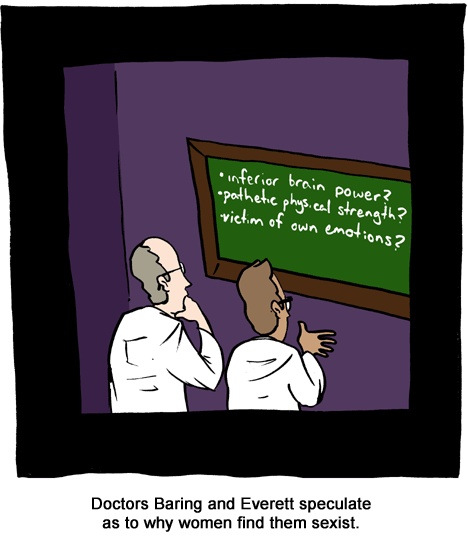 • inferior brain power?
• pathetic physical strength?
• victim of own emotions?
Doctors Baring and Everett speculate
as to why women find them sexist.